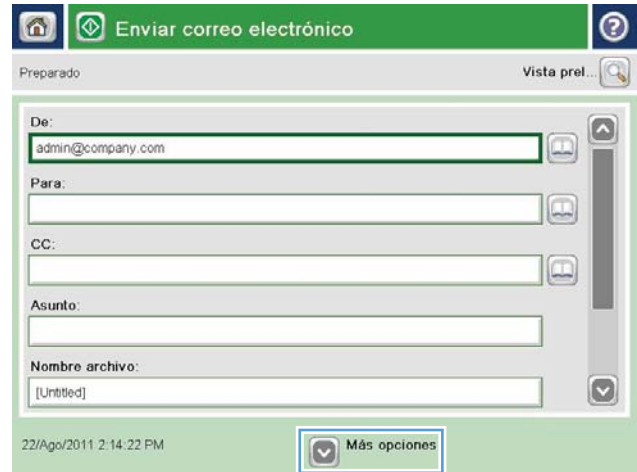 Enviar correo electrónico
Preparado
Vista prel...
De:
admin@company.com
Para:
CC:
Asunto:
Nombre archivo:
[Untitled]
22/Ago/2011 2:14:22 PM
Más opciones